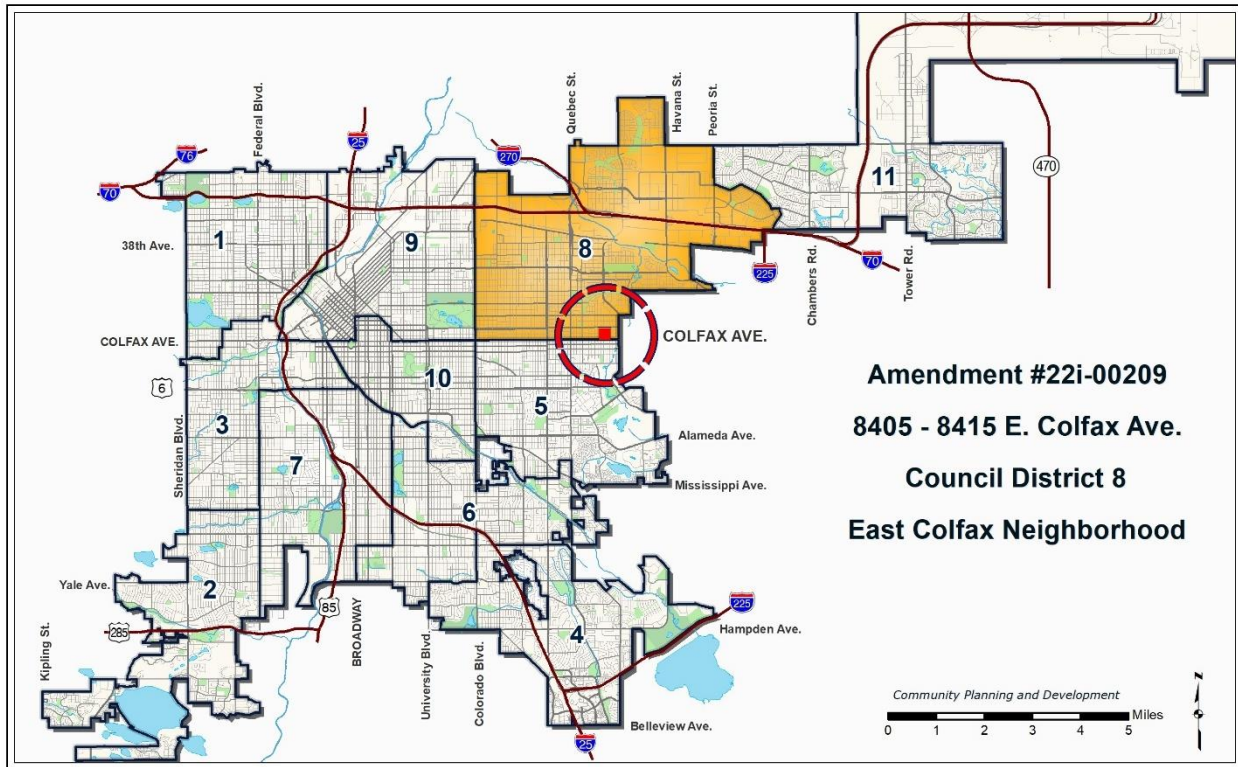 Federal Blvd.
Quebec St.
Havana St.
Peoria St.
76
25
270
70
470
11
1
9
8
38th Ave.
225
70
Chambers Rd.
Tower Rd.
COLFAX AVE.
COLFAX AVE.
6
10
5
3
Sheridan Blvd.
7
Alameda Ave.
Mississippi Ave.
6
Yale Ave.
2
85
BROADWAY
285
Kipling St.
University Blvd.
Colorado Blvd.
4
225
Hampden Ave.
Belleview Ave.
25
Amendment #22i-00209
8405 - 8415 E. Colfax Ave.
Council District 8
East Colfax Neighborhood
Community Planning and Development
Miles
0 1 2 3 4 5
N